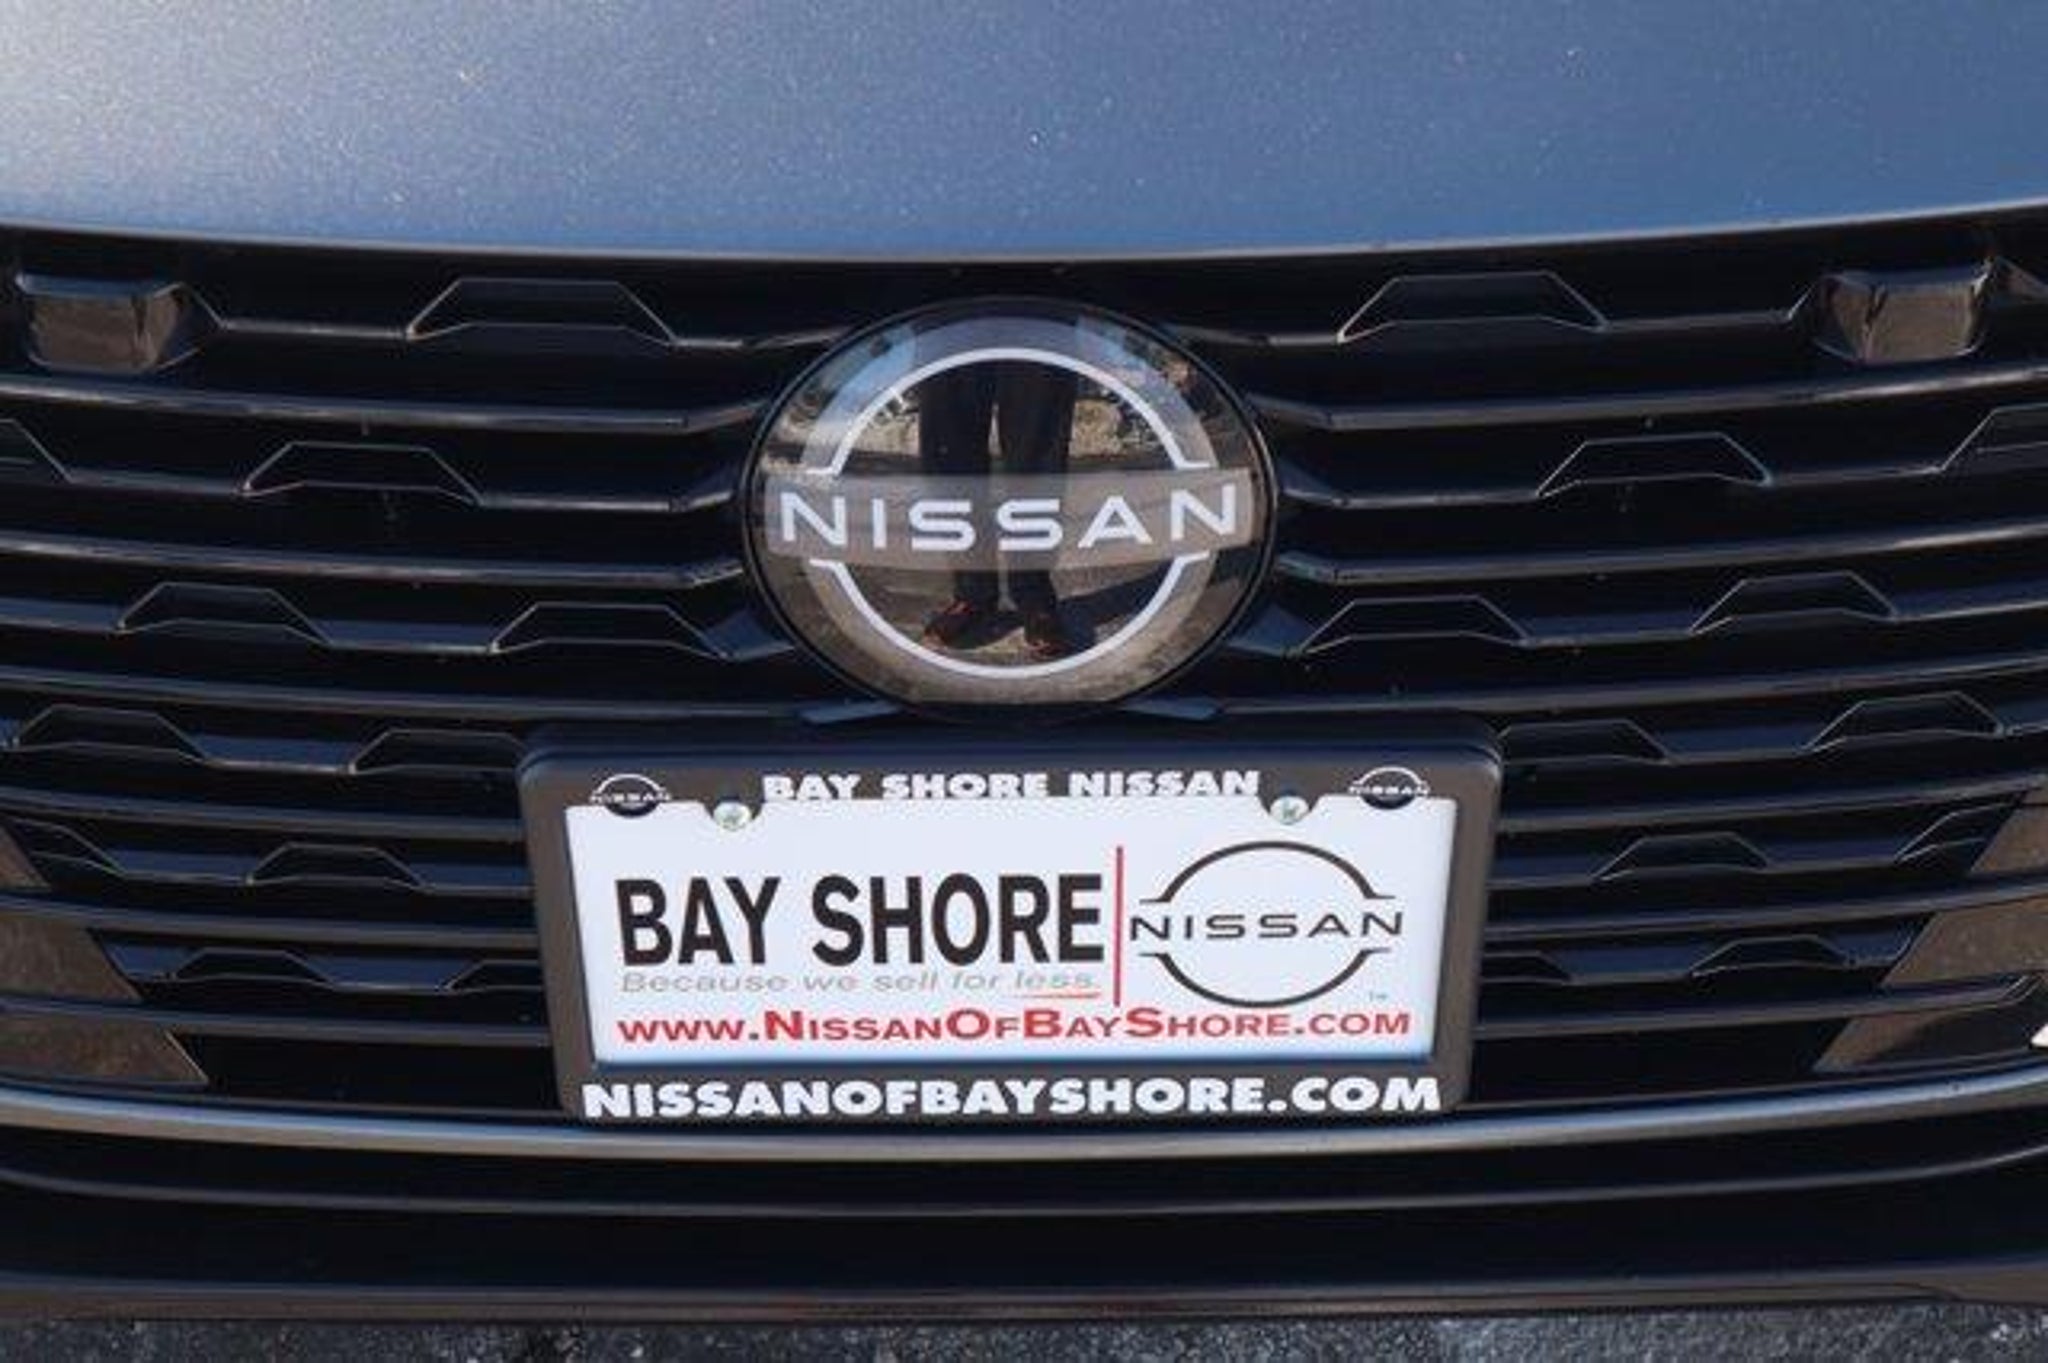 NISSAN
BAY SHORE NISSAN
NISSAN
NISSAN
BAY SHORE
NISSAN
Because we sell for less.
TM
WWW.NISSANOFBAYSHORE.COM
NISSANOFBAYSHORE.COM